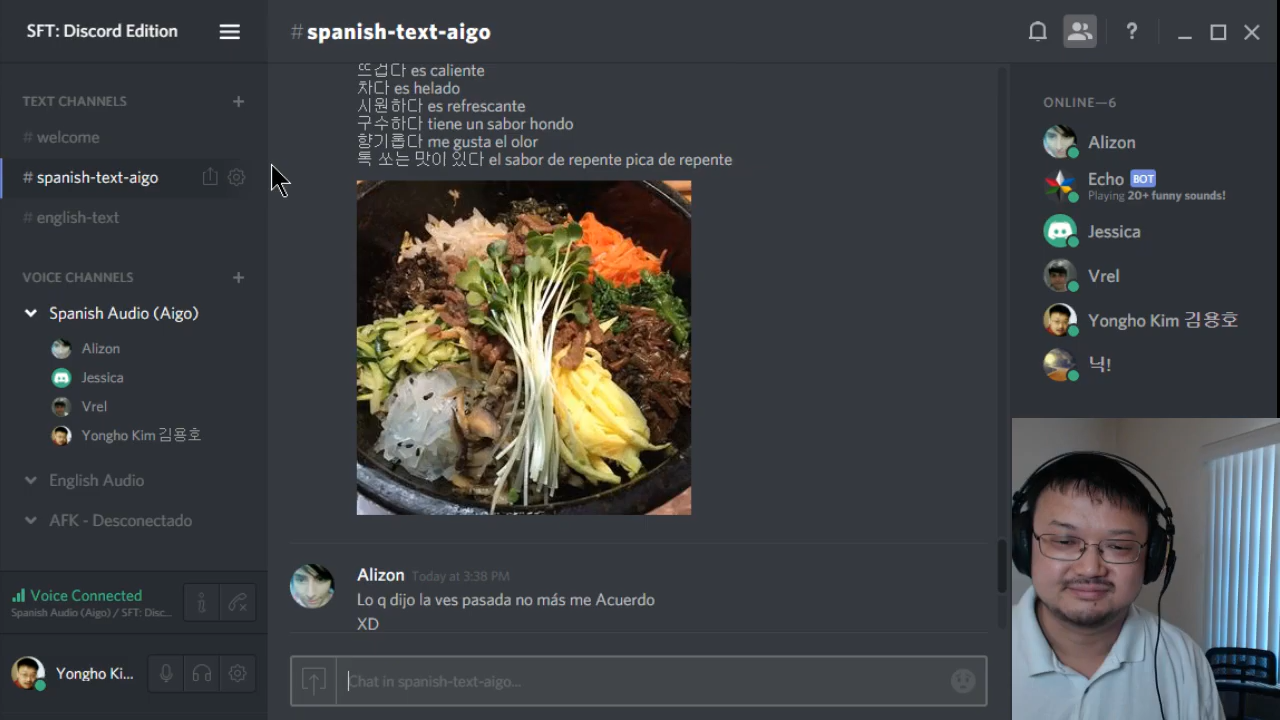 SFT: Discord Edition
#spanish-text-aigo
TEXT CHANNELS
#welcome
#spanish-text-aigo
#english-text
VOICE CHANNELS
Spanish Audio (Aigo)
Alizon
Jessica
Vrel
Yongho Kim 김용호
English Audio
AFK - Desconectado
Voice Connected
Spanish Audio (Aigo) / SFT: Disc...
Yongho Ki...
뜨겁다 es caliente
차다 es helado
시원하다 es refrescante
구수하다 tiene un sabor hondo
향기롭다 me gusta el olor
톡 쏘는 맛이 있다 el sabor de repente pica de repente
Alizon Today at 3:38 PM
Lo q dijo la ves pasada no más me Acuerdo
XD
Chat in spanish-text-aigo...
ONLINE—6
Alizon
Echo BOT
Playing 20+ funny sounds!
Jessica
Vrel
Yongho Kim 김용호
닉!